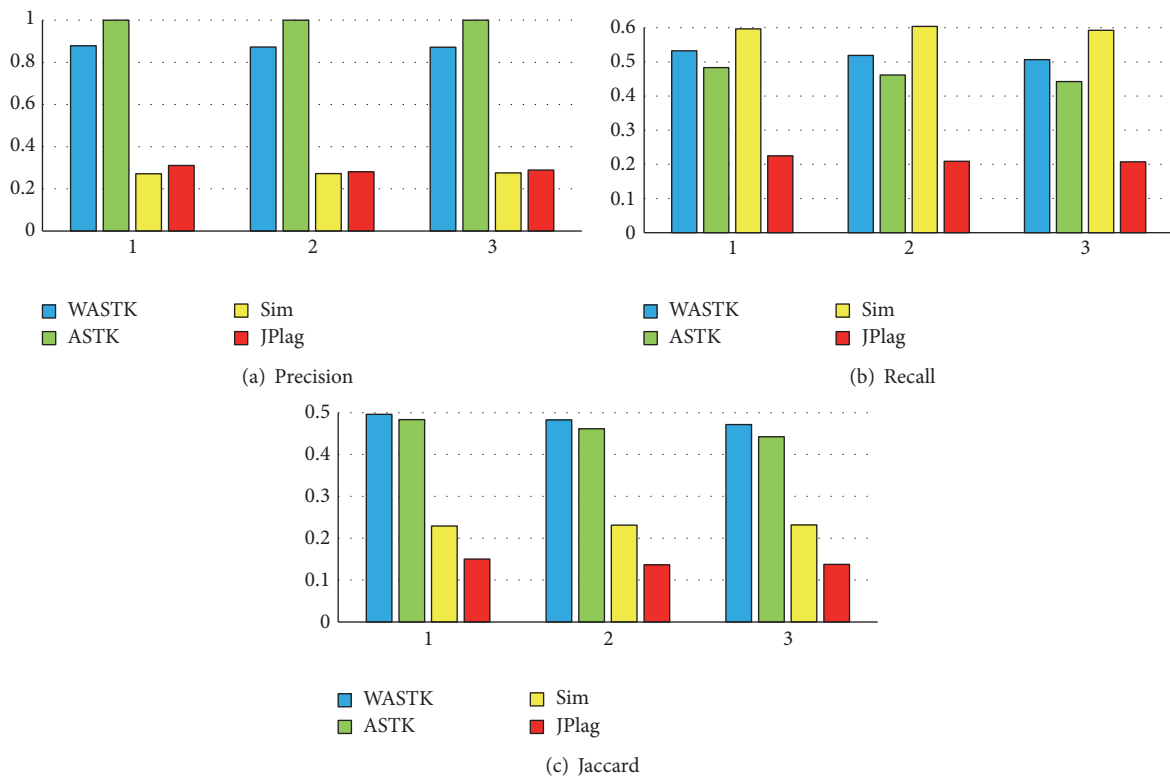 1
0.8
0.6
0.4
0.2
0
1 2 3
WASTK Sim
ASTK JPlag
(a) Precision
0.6
0.5
0.4
0.3
0.2
0.1
0
1 2 3
WASTK Sim
ASTK JPlag
(b) Recall
0.5
0.4
0.3
0.2
0.1
0
1 2 3
WASTK Sim
ASTK JPlag
(c) Jaccard